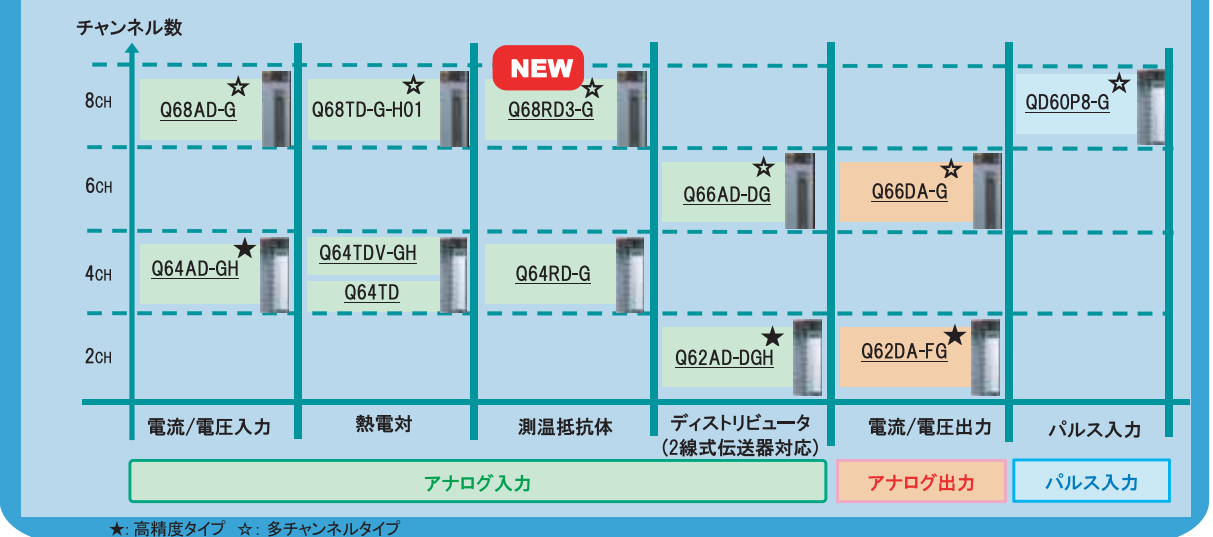 チャンネル数
NEW
8CH
Q68AD-G ☆
Q68TD-G-H01 ☆
Q68RD3-G ☆
QD60P8-G ☆
6CH
Q66AD-DG ☆
Q66DA-G ☆
4CH
Q64AD-GH ★
Q64TDV-GH
Q64TD
Q64RD-G
2CH
Q62AD-DGH ★
Q62DA-FG ★
電流/電圧入力
熱電対
測温抵抗体
ディストリビュータ
(2線式伝送器対応)
電流/電圧出力
パルス入力
アナログ入力
アナログ出力
パルス入力
★: 高精度タイプ ☆: 多チャンネルタイプ